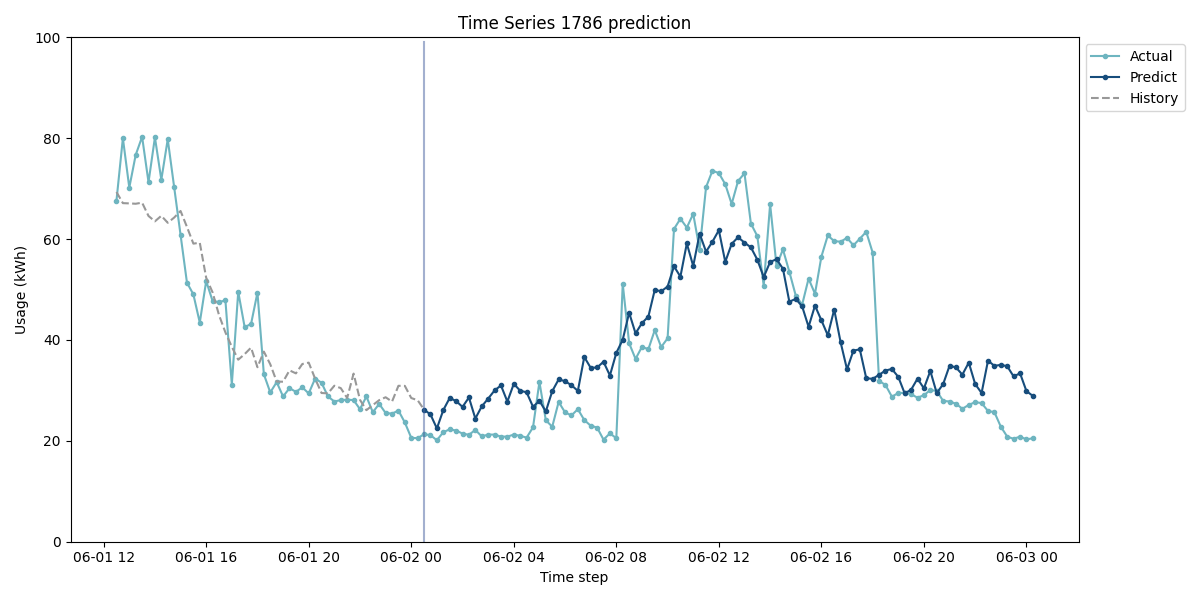 Time Series 1786 prediction
Usage (kWh)
100
80
60
40
20
0
06-01 12
06-01 16
06-01 20
06-02 00
06-02 04
06-02 08
06-02 12
06-02 16
06-02 20
06-03 00
Time step
Actual
Predict
History